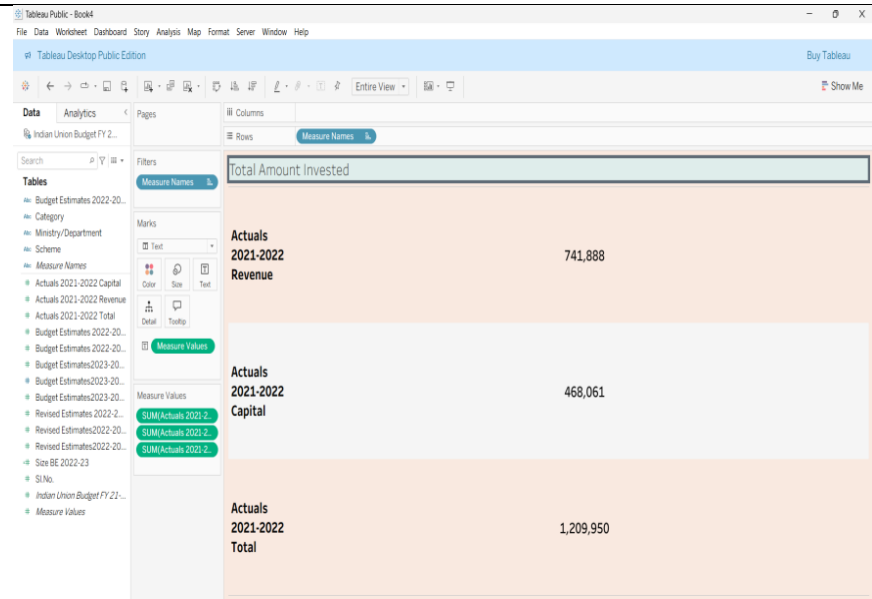 Tableau Public - Book4
File Data Worksheet Dashboard Story Analysis Map Format Server Window Help
Tableau Desktop Public Edition Buy Tableau
Entire View Show Me
Data Analytics
Indian Union Budget FY 2...
Search
Tables
Abc Budget Estimates 2022-20...
Abc Category
Abc Ministry/Department
Abc Scheme
Abc Measure Names
# Actuals 2021-2022 Capital
# Actuals 2021-2022 Revenue
# Actuals 2021-2022 Total
# Budget Estimates 2022-20...
# Budget Estimates 2022-20...
# Budget Estimates2023-20...
# Budget Estimates2023-20...
# Budget Estimates2023-20...
# Revised Estimates 2022-2...
# Revised Estimates2022-20...
# Revised Estimates2022-20...
=# Size BE 2022-23
# Sl.No.
# Indian Union Budget FY 21-...
# Measure Values
Pages
Filters
Measure Names
Marks
Text
Color Size Text
Detail Tooltip
Measure Values
Measure Values
SUM(Actuals 2021-2..
SUM(Actuals 2021-2..
SUM(Actuals 2021-2..
Columns
Rows Measure Names
Total Amount Invested
Actuals
2021-2022
Revenue
741,888
Actuals
2021-2022
Capital
468,061
Actuals
2021-2022
Total
1,209,950